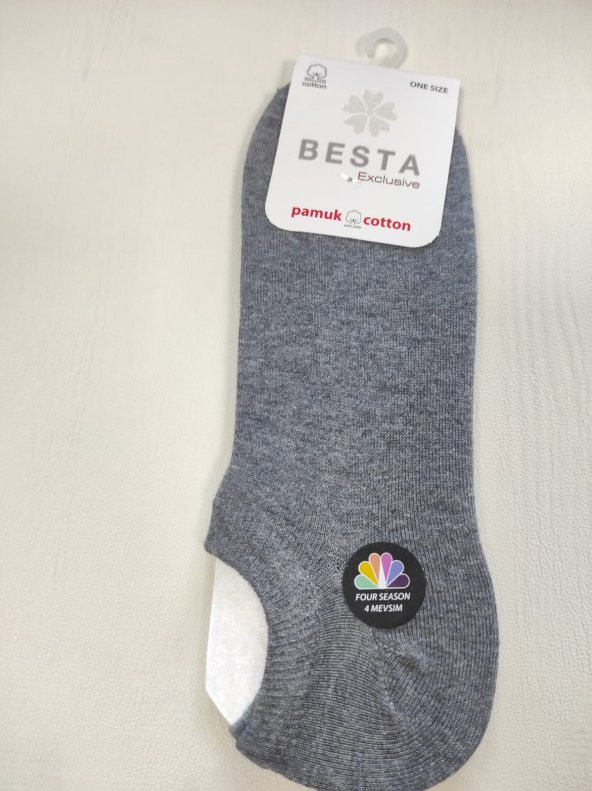 cotton
ONE SIZE
BESTA
Exclusive
pamuk cotton
FOUR SEASON
4 MEVSIM